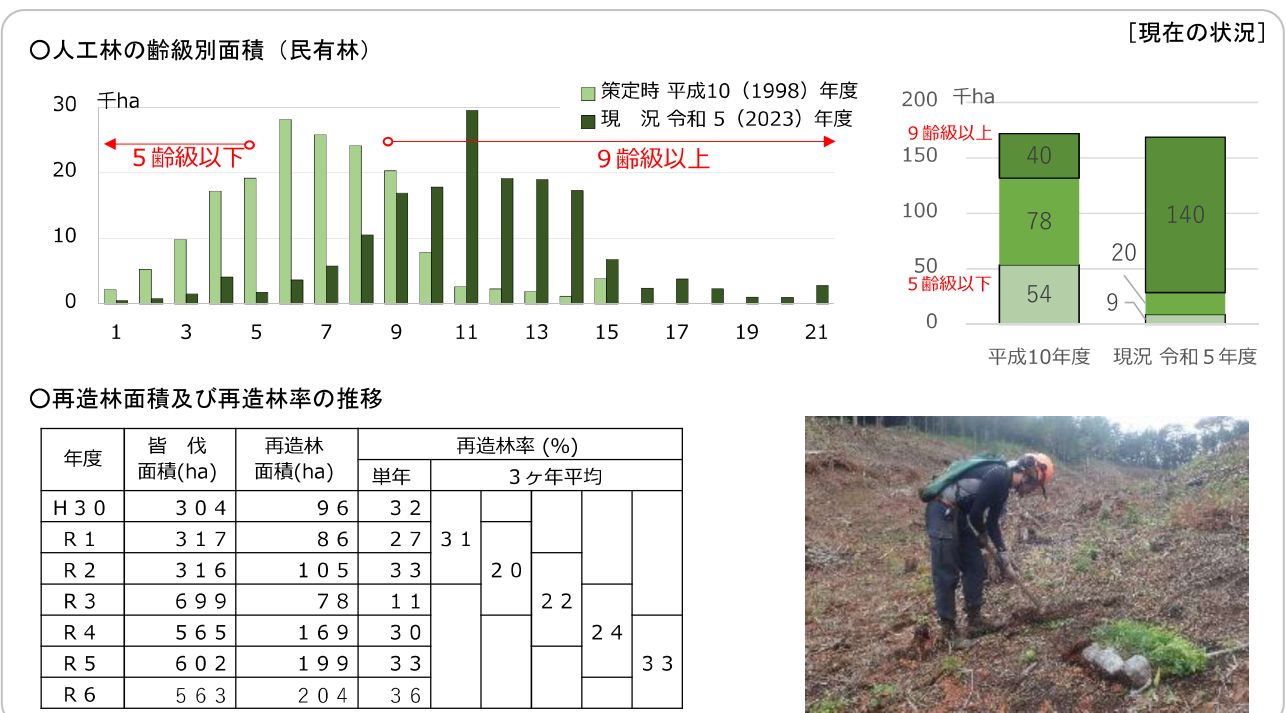 [現在の状況]
〇人工林の齢級別面積（民有林）
千ha
策定時 平成10（1998）年度
現　況 令和 5（2023）年度
30
20
10
0
５齢級以下
９齢級以上
1 3 5 7 9 11 13 15 17 19 21
千ha
200
150
100
50
0
９齢級以上
５齢級以下
40
78
54
140
20
9
平成10年度 現況 令和５年度
〇再造林面積及び再造林率の推移
年度 皆　伐 面積(ha) 再造林 面積(ha) 再造林率 (%)
単年 ３ヶ年平均
Ｈ３０ ３０４ ９６ ３２
Ｒ１ ３１７ ８６ ２７ ３１
Ｒ２ ３１６ １０５ ３３ ２０
Ｒ３ ６９９ ７８ １１ ２２
Ｒ４ ５６５ １６９ ３０ ２４
Ｒ５ ６０２ １９９ ３３ ３３
Ｒ６ ５６３ ２０４ ３６